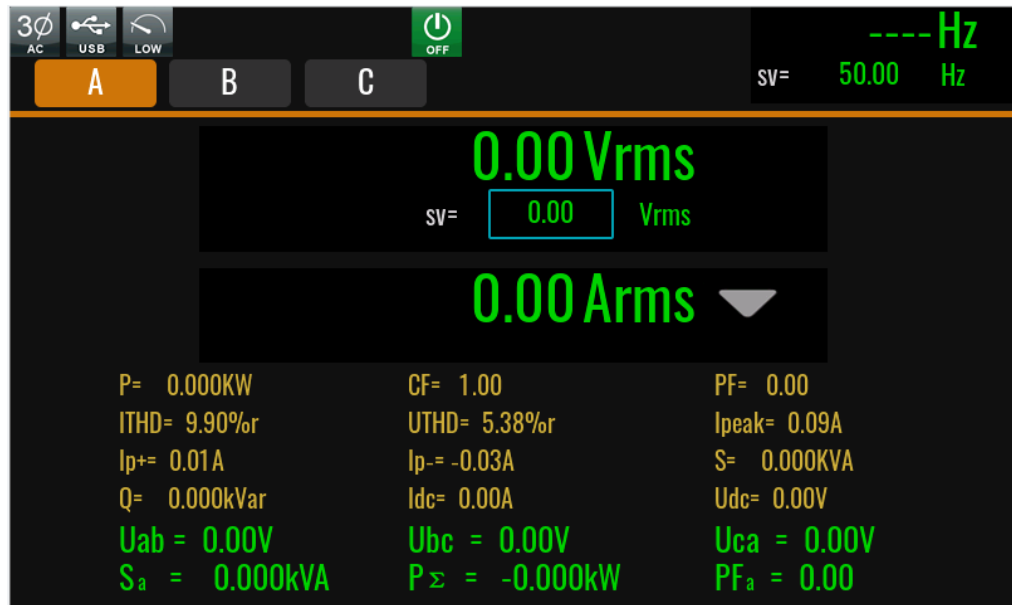 3Ø AC USB LOW OFF ---- Hz
A B C sv= 50.00 Hz
0.00 Vrms
sv= 0.00 Vrms
0.00 Arms
P= 0.000KW CF= 1.00 PF= 0.00
ITHD= 9.90%r UTHD= 5.38%r Ipeak= 0.09A
Ip+= 0.01A Ip-= -0.03A S= 0.000KVA
Q= 0.000kVar Idc= 0.00A Udc= 0.00V
Uab = 0.00V Ubc = 0.00V Uca = 0.00V
Sa = 0.000kVA PΣ = -0.000kW PFa = 0.00